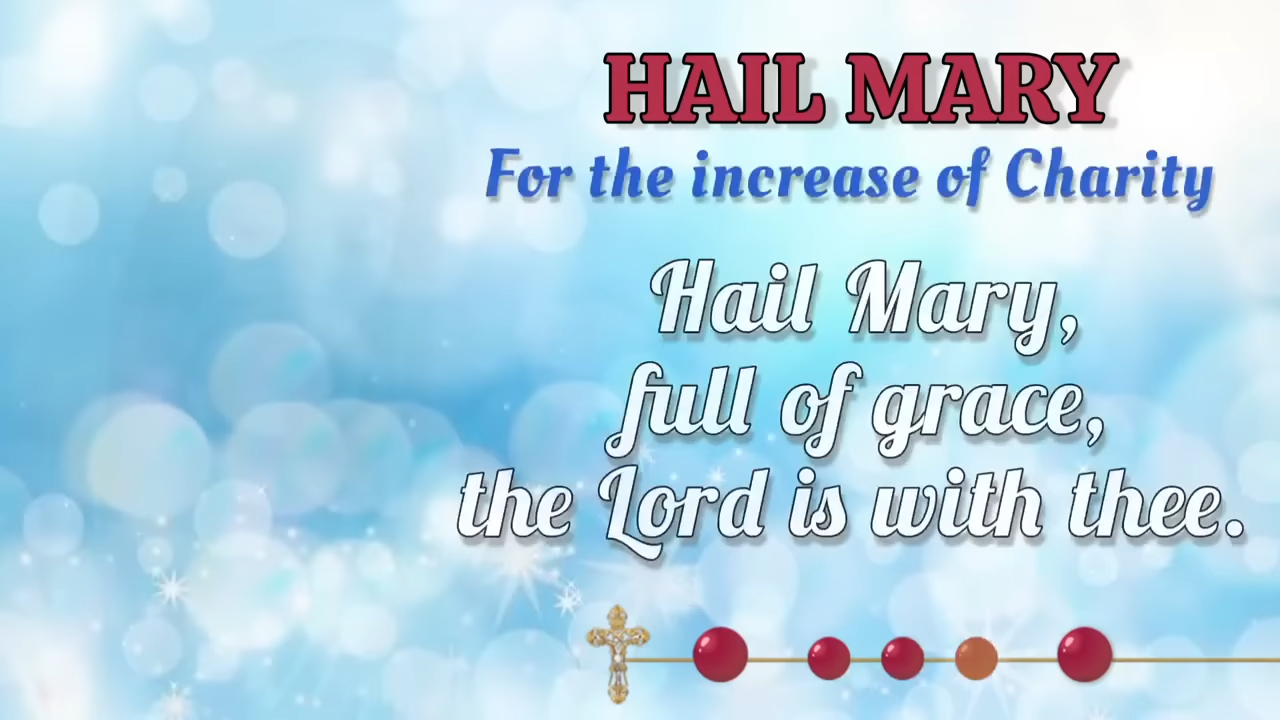 HAIL MARY
For the increase of Charity
Hail Mary,
full of grace,
the Lord is with thee.